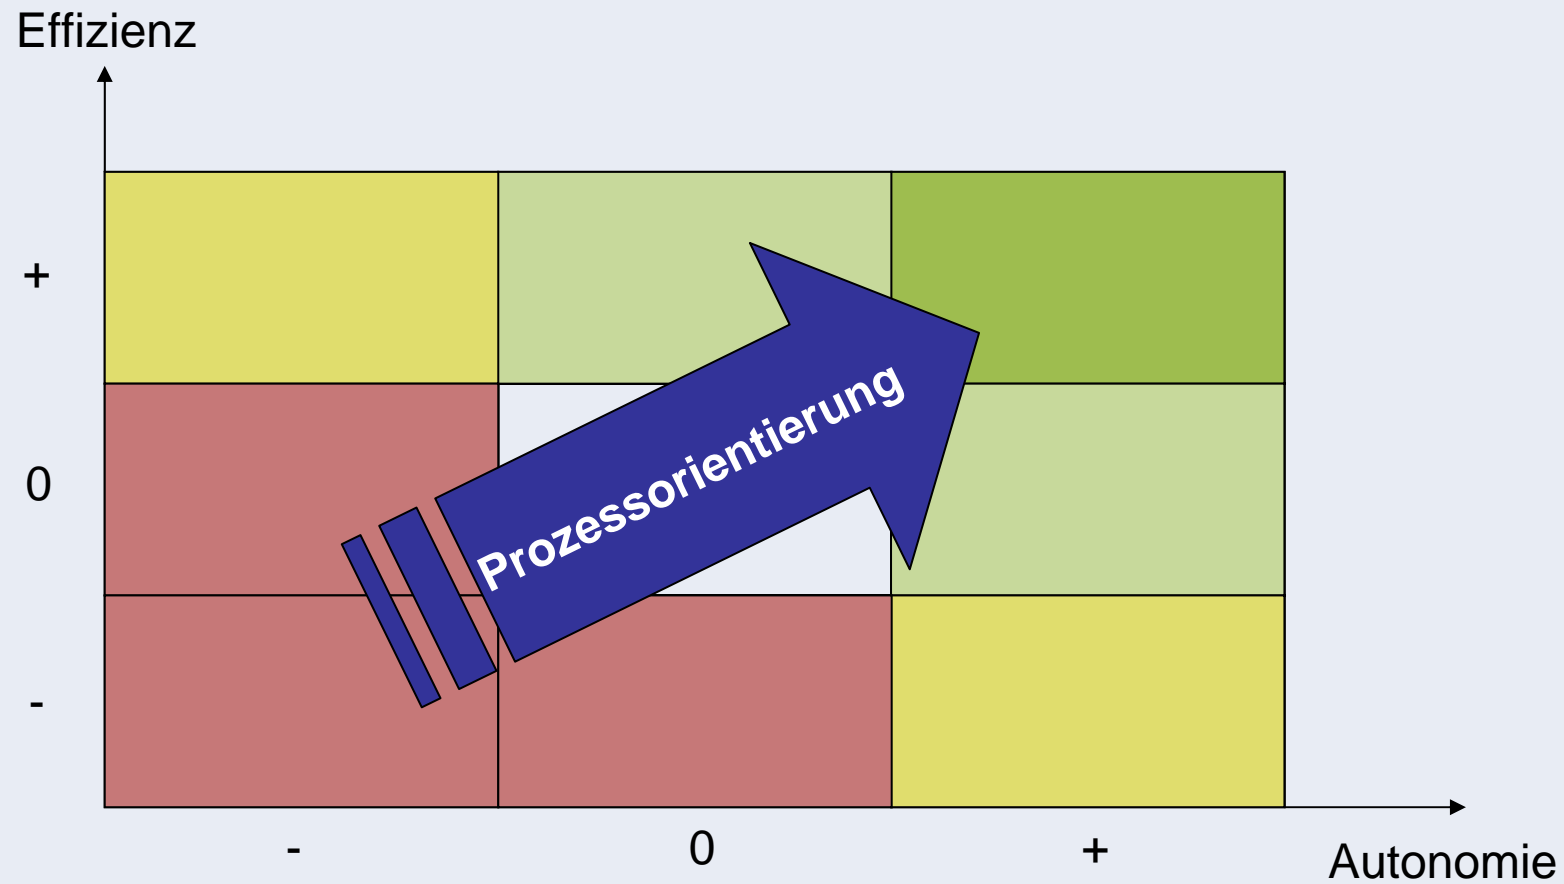 Effizienz
+
Prozessorientierung
0
-
- 0 +
Autonomie